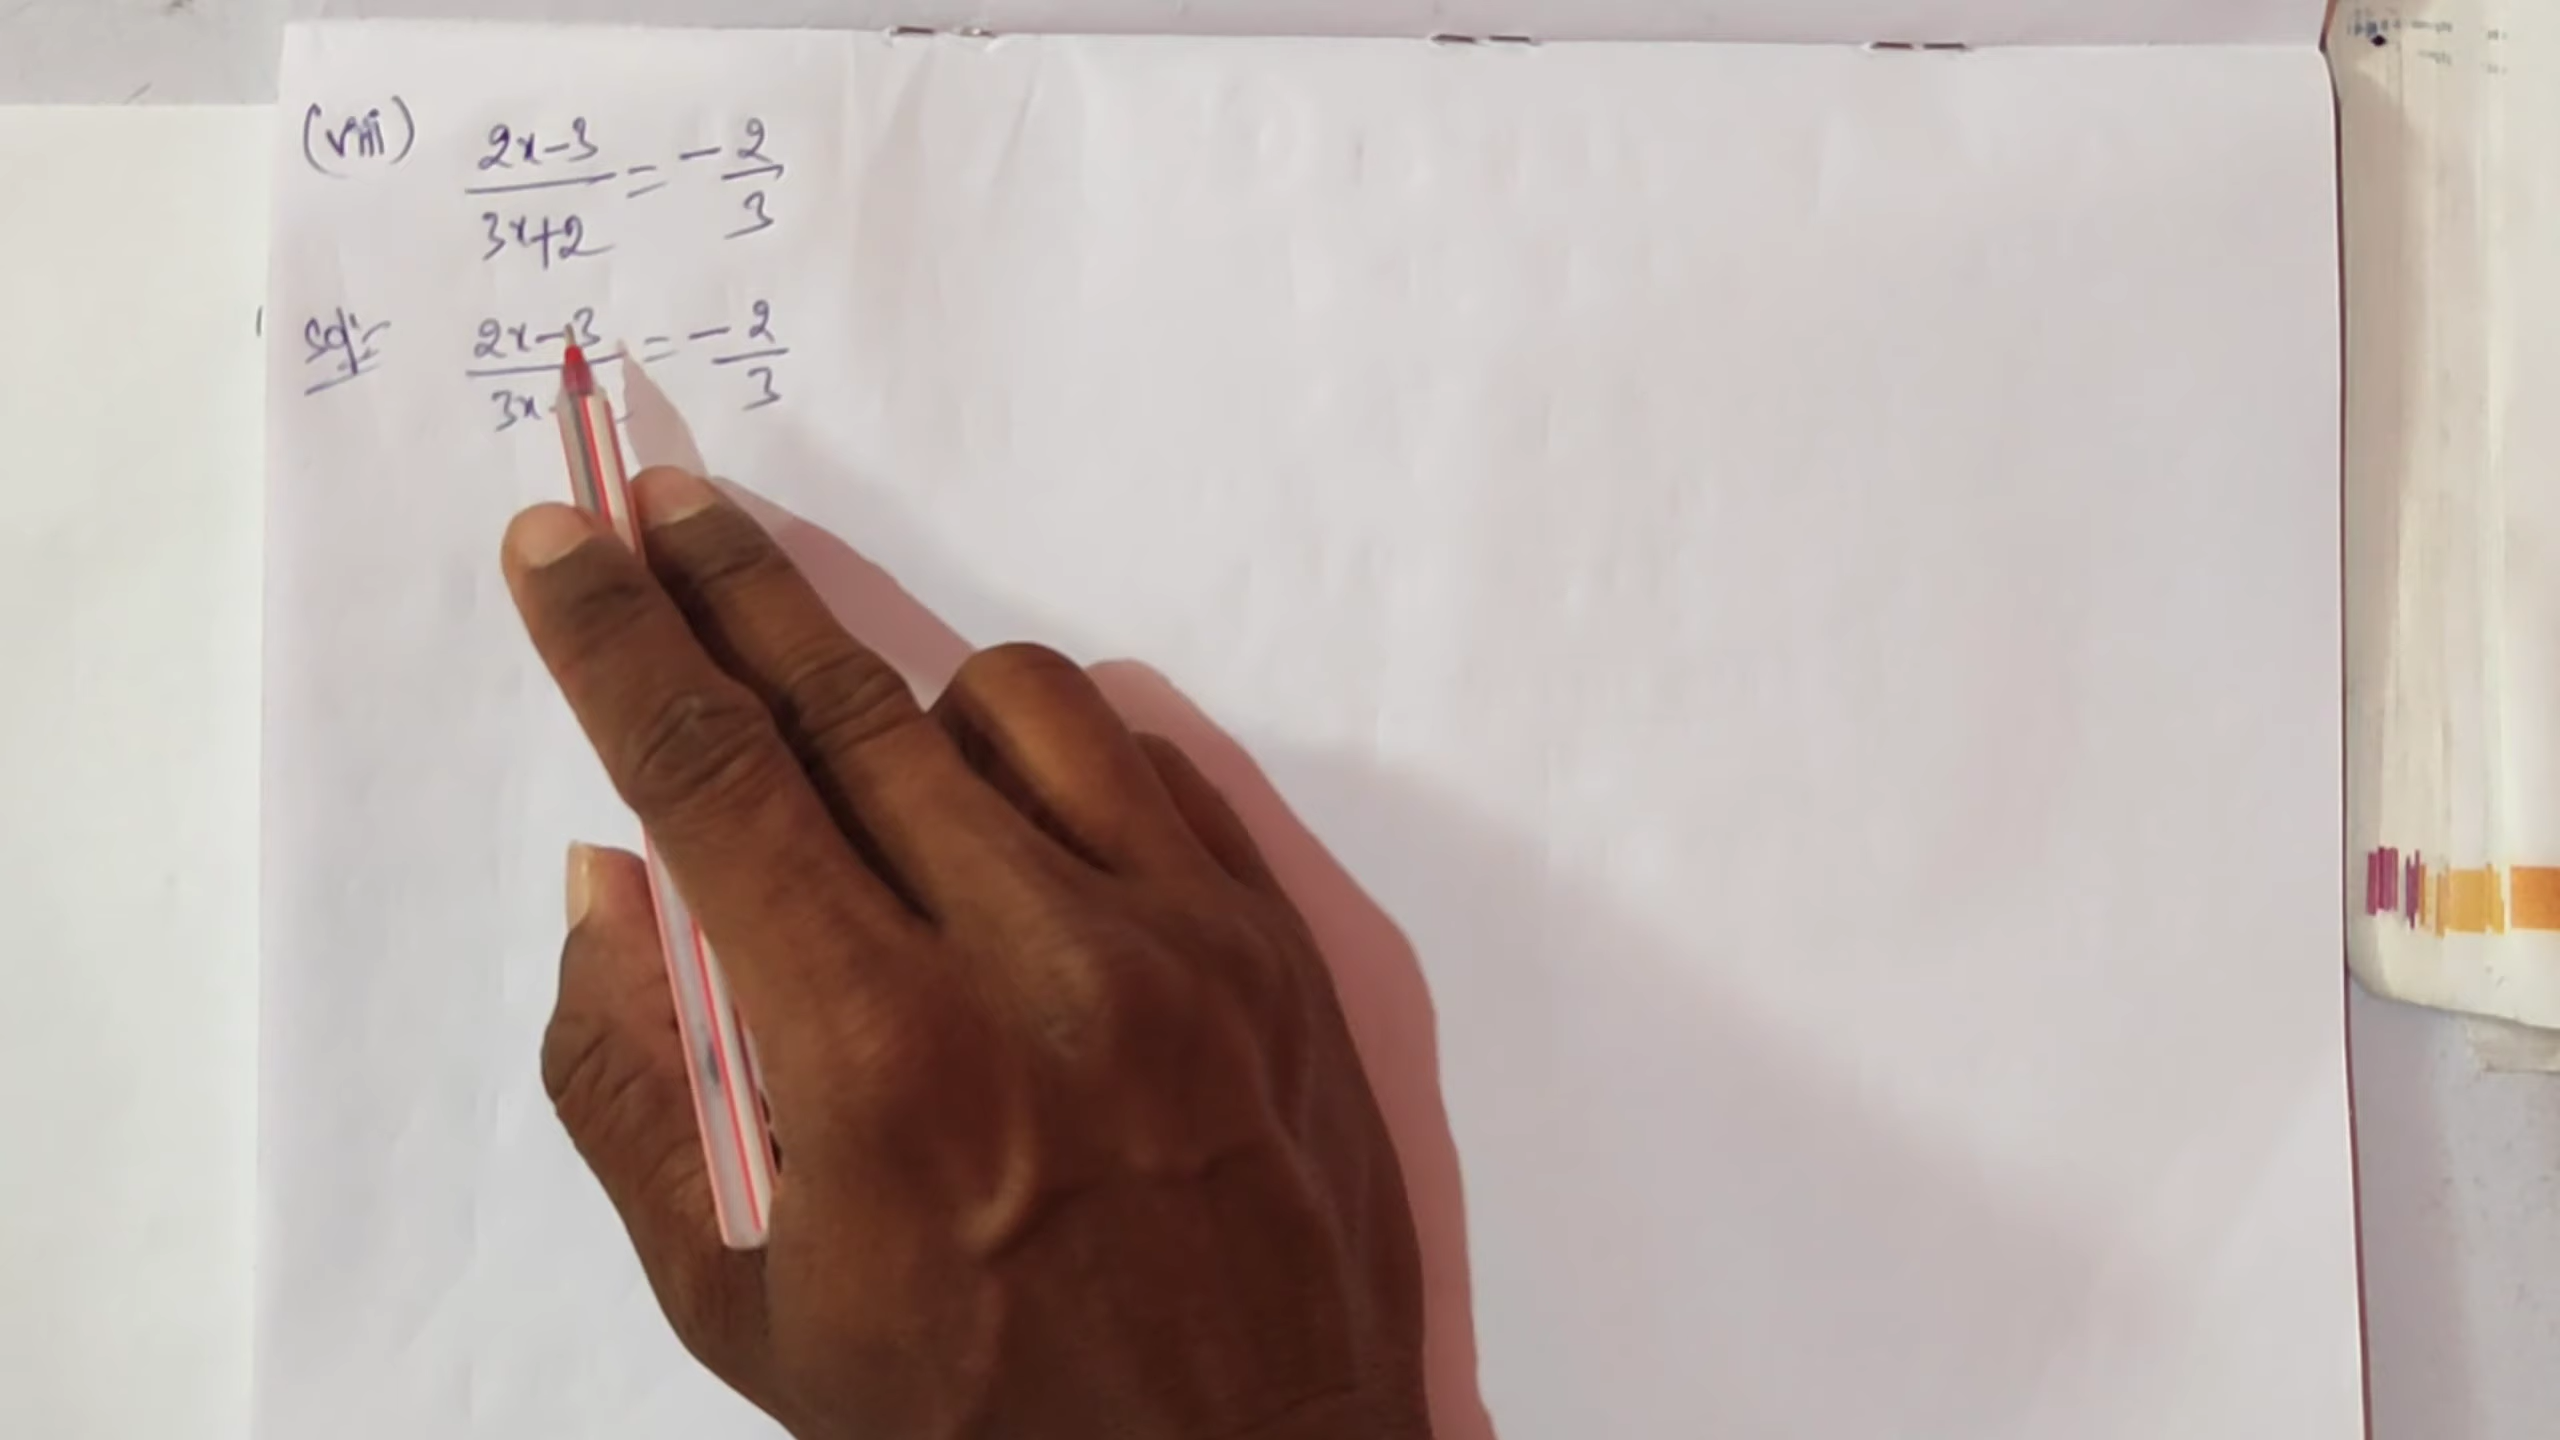 (viii) 2x-3/3x+2 = -2/3
Sol:- 2x-3/3x = -2/3